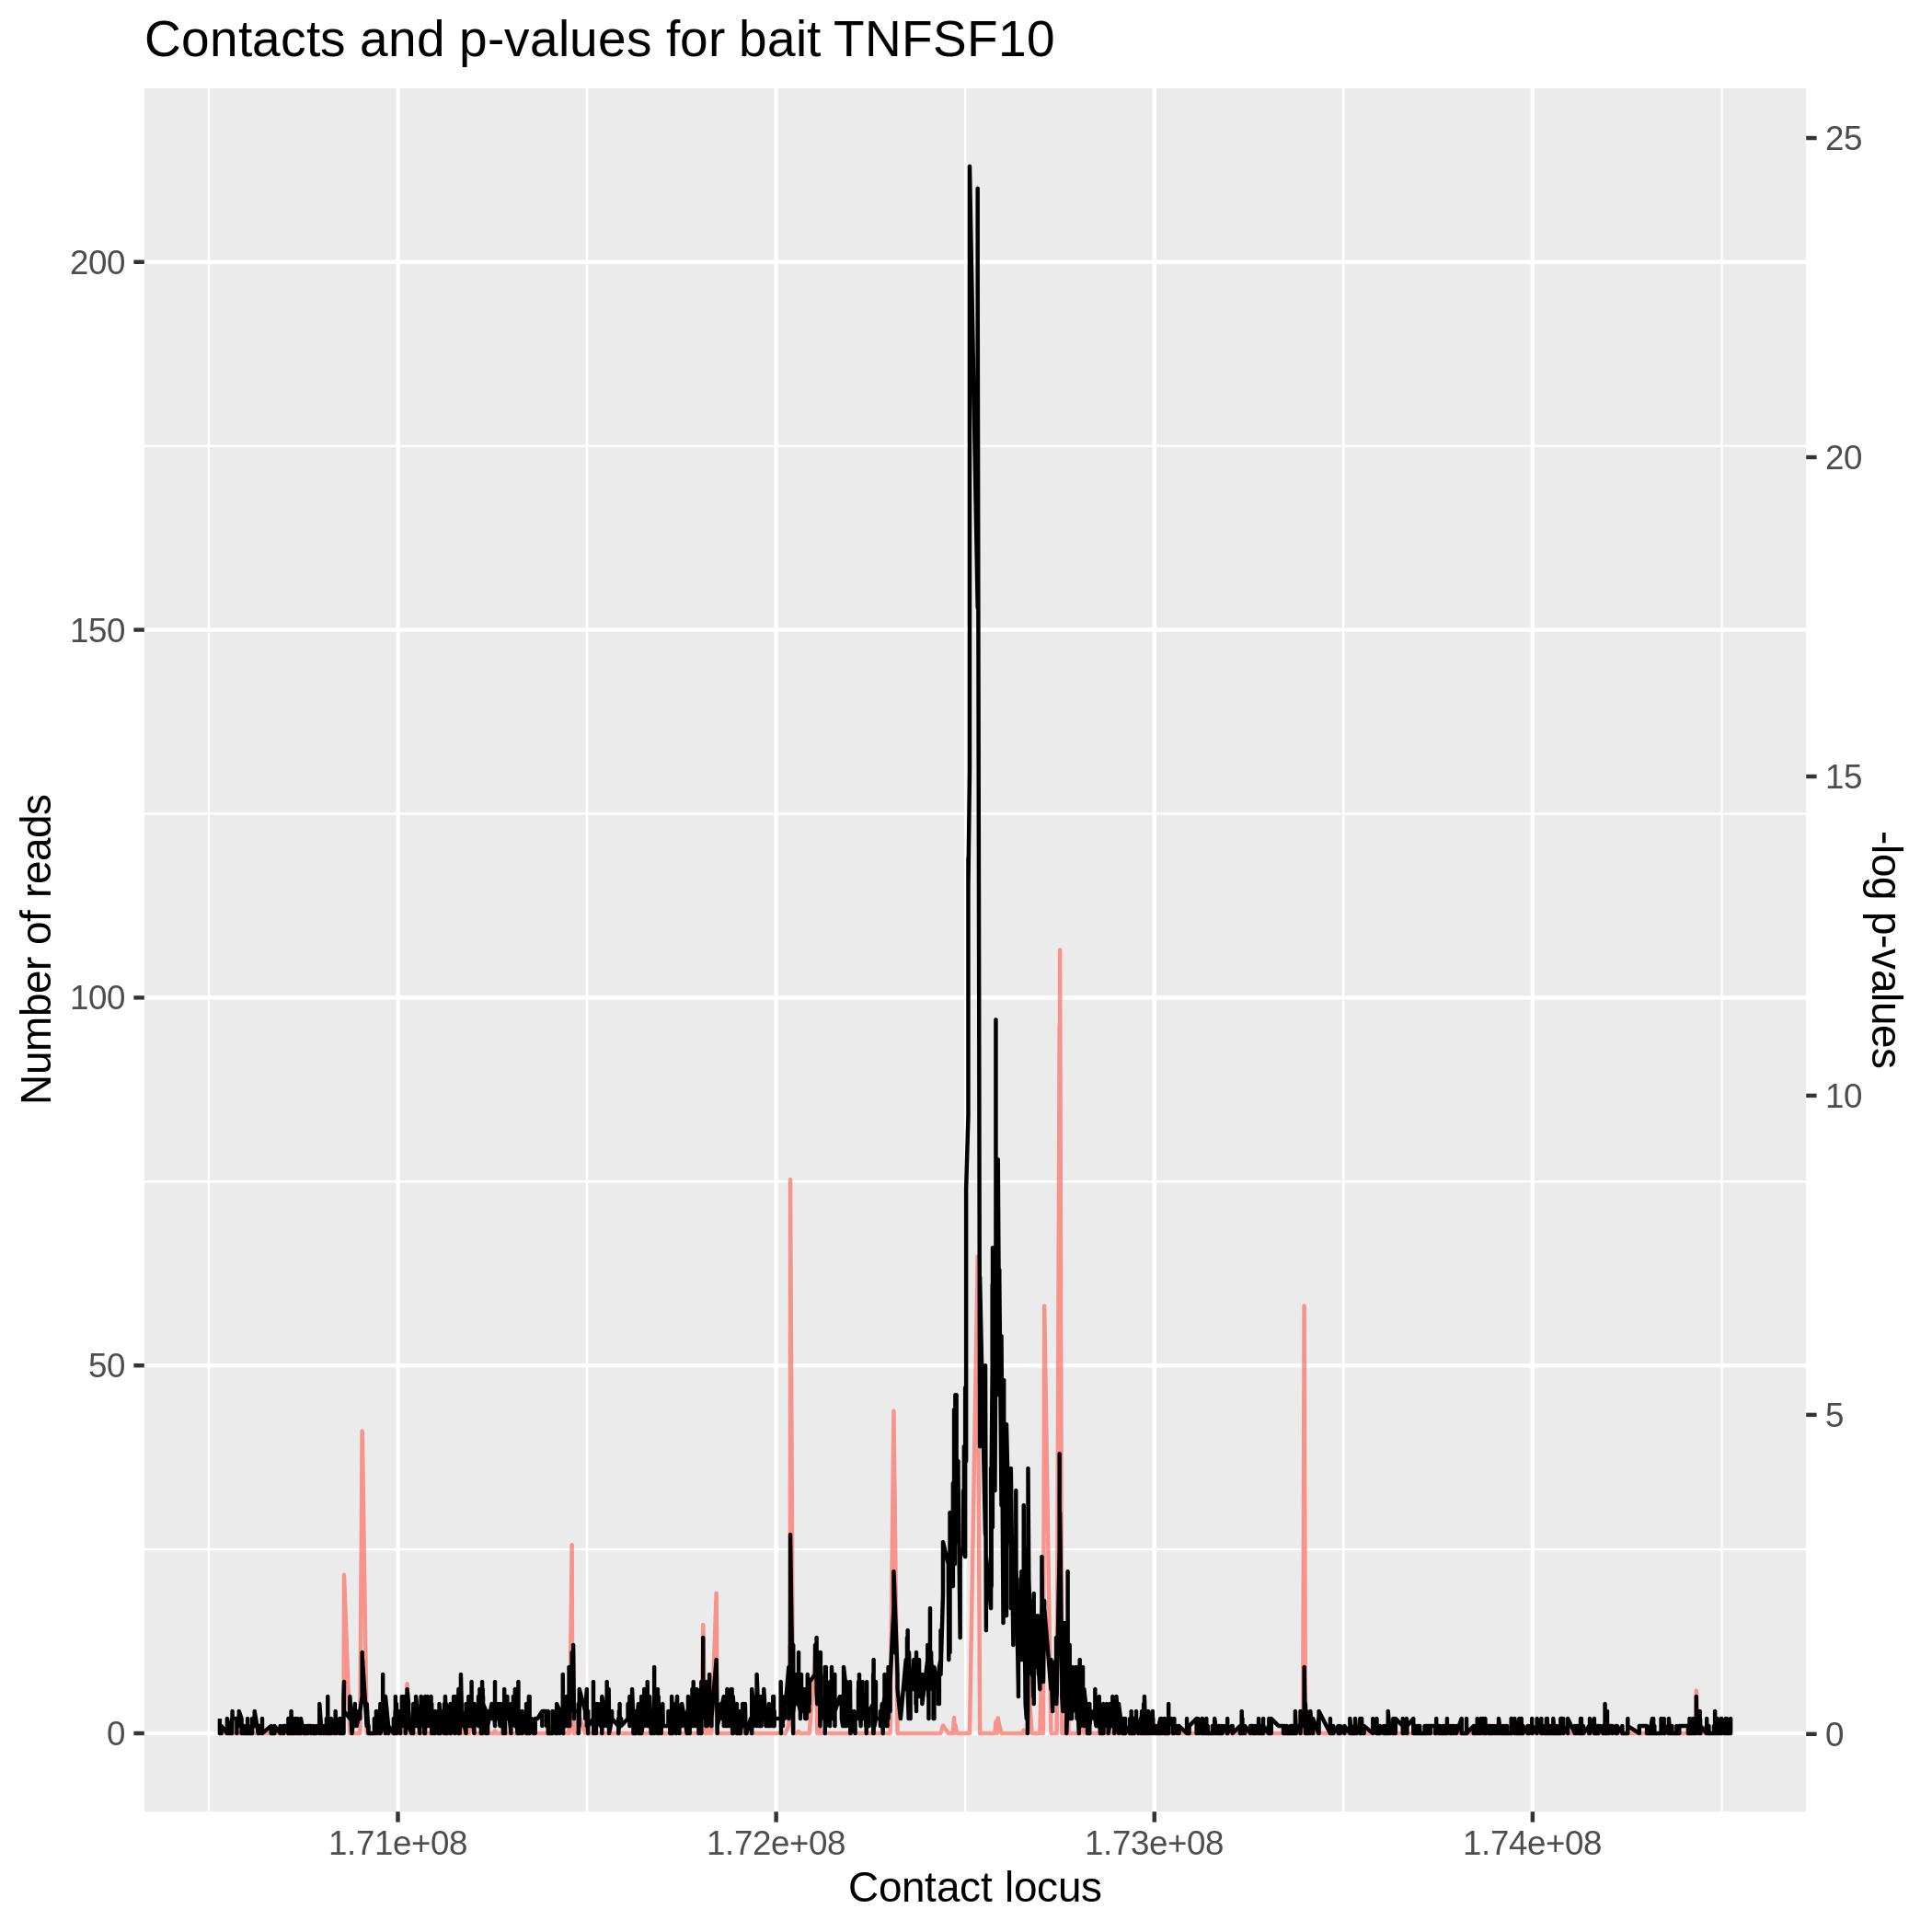 Contacts and p-values for bait TNFSF10
Number of reads
200
150
100
50
0
25
20
15
10
5
0
-log p-values
1.71e+08
1.72e+08
1.73e+08
1.74e+08
Contact locus